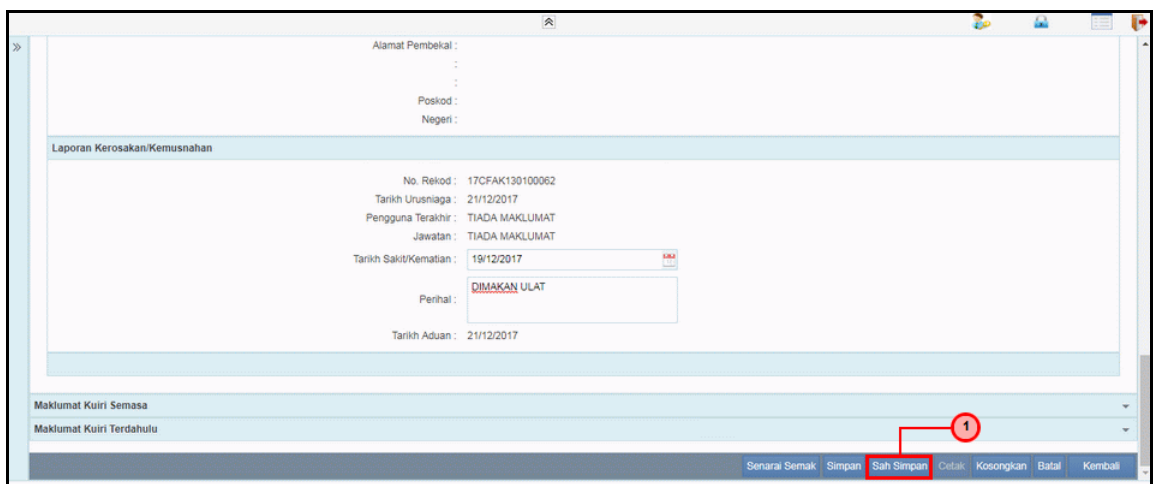 Alamat Pembekal :
:
:
Poskod :
Negeri :
Laporan Kerosakan/Kemusnahan
No. Rekod : 17CFAK130100062
Tarikh Urusniaga : 21/12/2017
Pengguna Terakhir : TIADA MAKLUMAT
Jawatan : TIADA MAKLUMAT
Tarikh Sakit/Kematian : 19/12/2017
Perihal : DIMAKAN ULAT
Tarikh Aduan : 21/12/2017
Maklumat Kuiri Semasa
Maklumat Kuiri Terdahulu
1
Senarai Semak Simpan Sah Simpan Cetak Kosongkan Batal Kembali